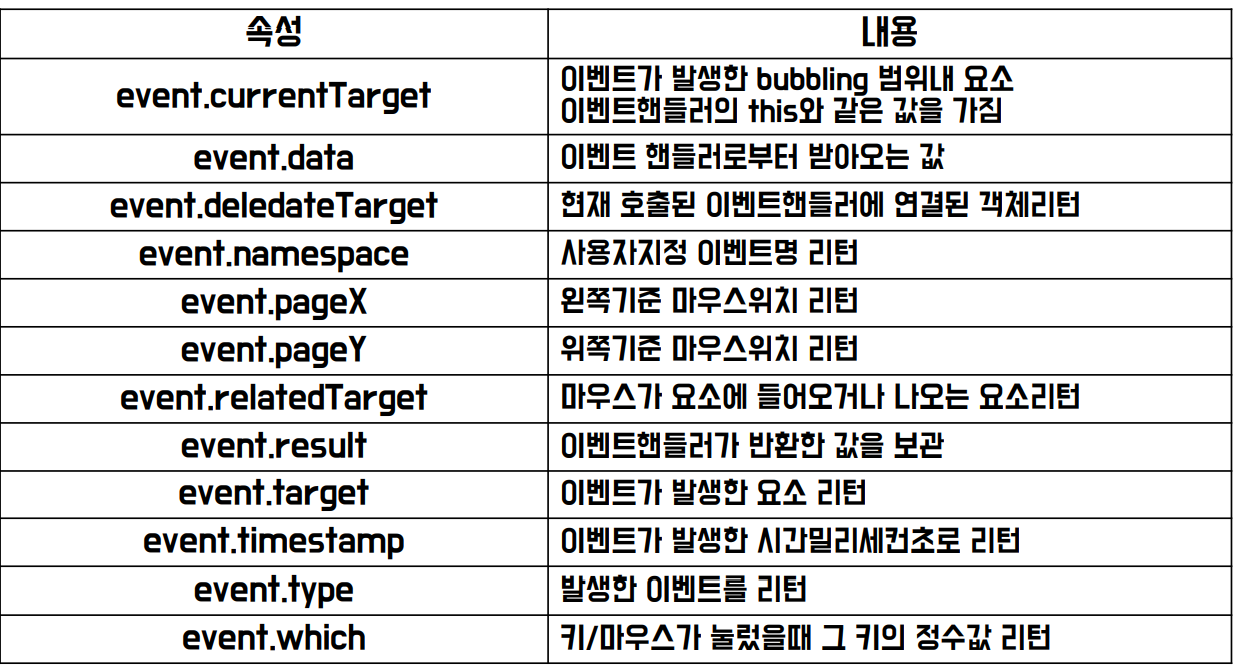 속성 내용
event.currentTarget 이벤트가 발생한 bubbling 범위내 요소
이벤트핸들러의 this와 같은 값을 가짐
event.data 이벤트 핸들러로부터 받아오는 값
event.deledateTarget 현재 호출된 이벤트핸들러에 연결된 객체리턴
event.namespace 사용자지정 이벤트명 리턴
event.pageX 왼쪽기준 마우스위치 리턴
event.pageY 위쪽기준 마우스위치 리턴
event.relatedTarget 마우스가 요소에 들어오거나 나오는 요소리턴
event.result 이벤트핸들러가 반환한 값을 보관
event.target 이벤트가 발생한 요소 리턴
event.timestamp 이벤트가 발생한 시간밀리세컨초로 리턴
event.type 발생한 이벤트를 리턴
event.which 키/마우스가 눌렀을때 그 키의 정수값 리턴